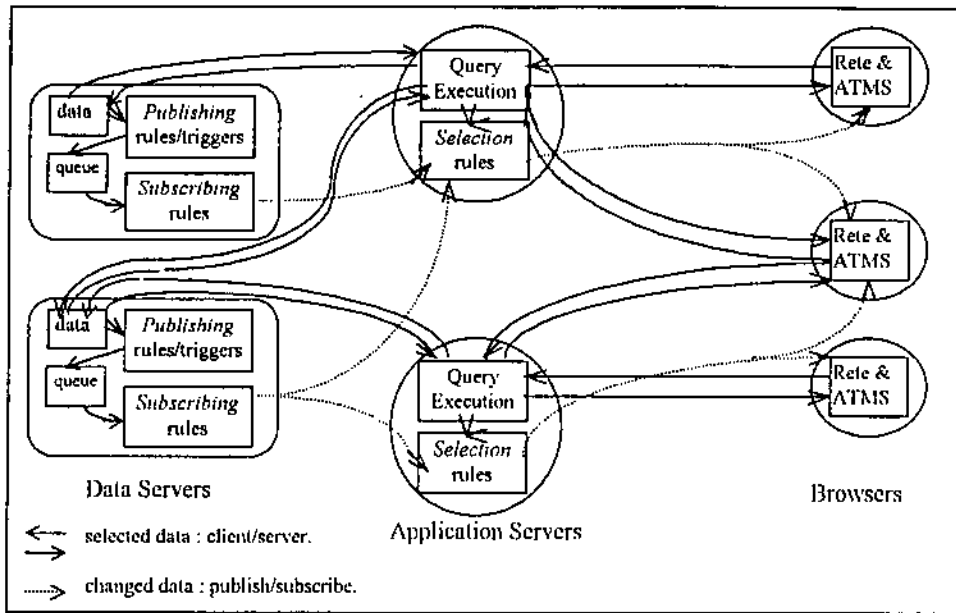 data
Publishing
rules/triggers
queue
Subscribing
rules
data
Publishing
rules/triggers
queue
Subscribing
rules
Data Servers
Query
Execution
Selection
rules
Query
Execution
Selection
rules
Application Servers
Rete &
ATMS
Rete &
ATMS
Rete &
ATMS
Browsers
selected data : client/server.
changed data : publish/subscribe.